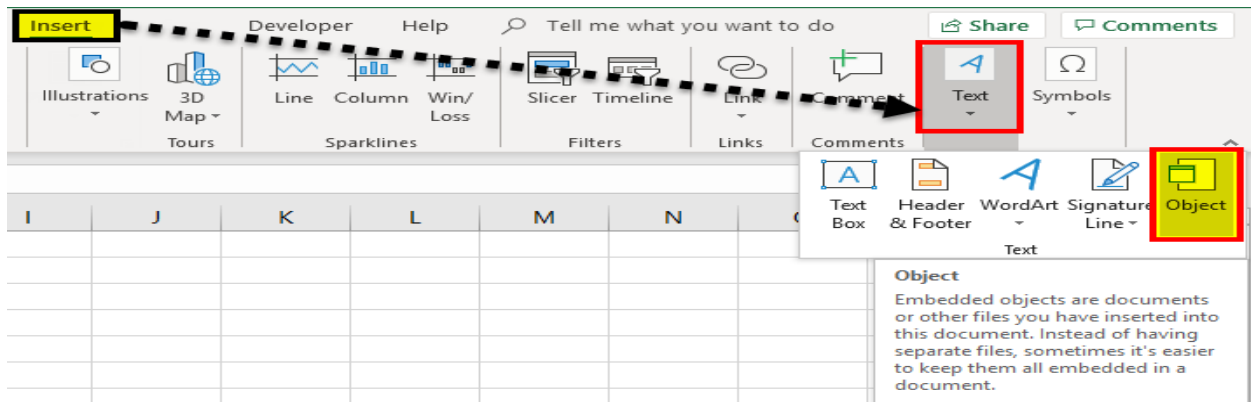 Insert Developer Help Tell me what you want to do Share Comments
Illustrations 3D Map Line Column Win/ Loss Slicer Timeline Link Comment Text Symbols
Tours Sparklines Filters Links Comments
A
Text Box Header & Footer WordArt Signature Line Object
Text
I J K L M N
Object
Embedded objects are documents
or other files you have inserted into
this document. Instead of having
separate files, sometimes it's easier
to keep them all embedded in a
document.